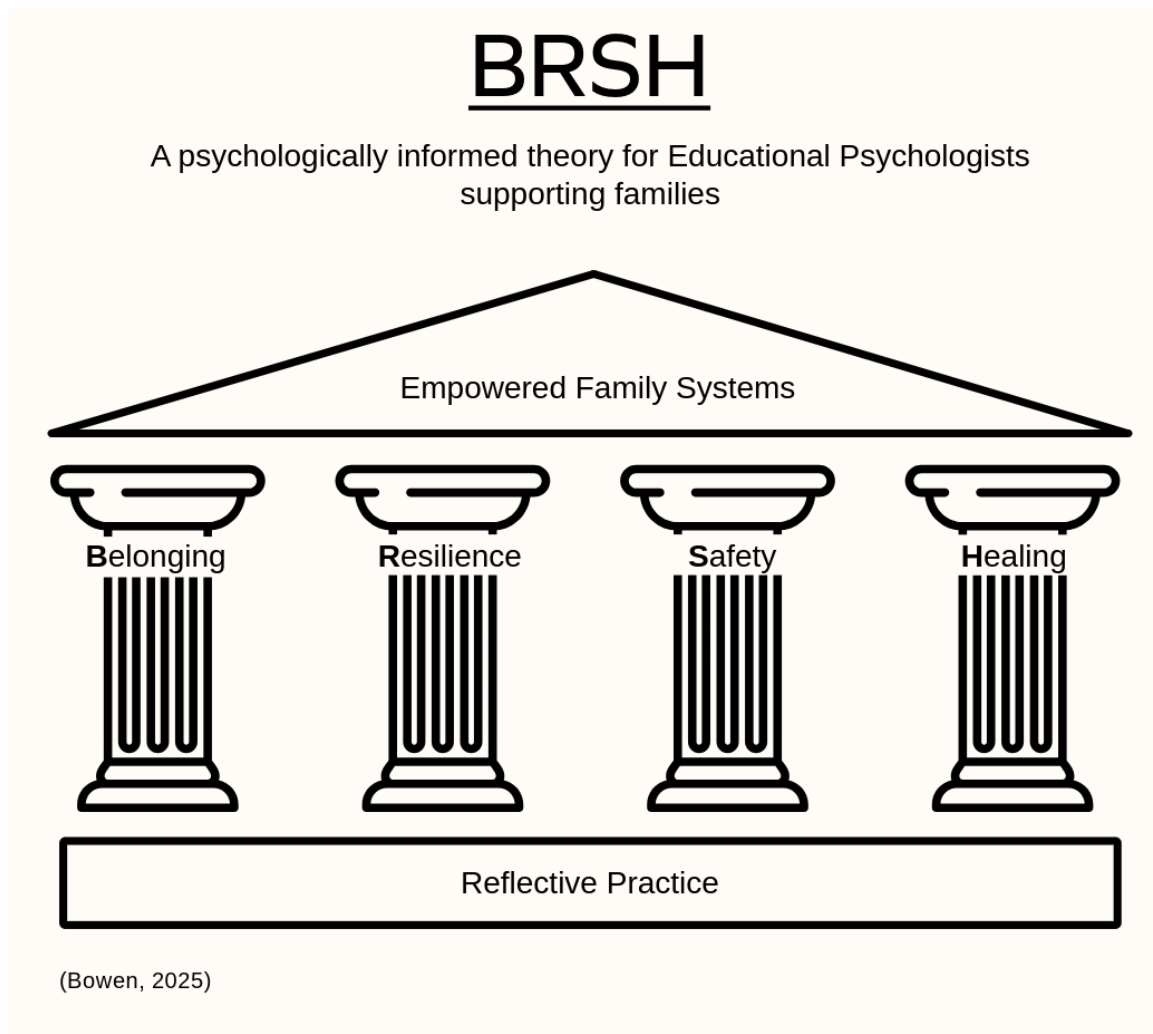 BRSH
A psychologically informed theory for Educational Psychologists
supporting families
Empowered Family Systems
Belonging
Resilience
Safety
Healing
Reflective Practice
(Bowen, 2025)